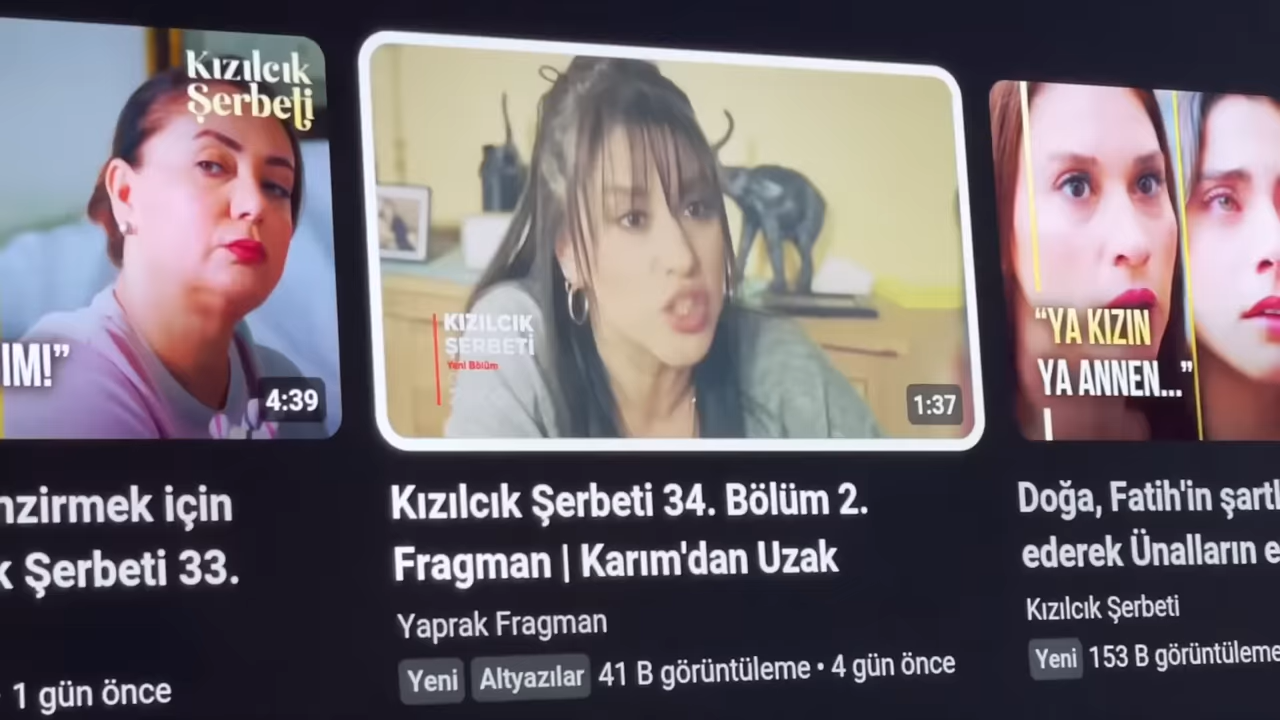 Kızılcık
Şerbeti
IM!”
4:39
nzirmek için
k Şerbeti 33.
• 1 gün önce
KIZILCIK
ŞERBETİ
Yeni Bölüm
1:37
Kızılcık Şerbeti 34. Bölüm 2.
Fragman | Karım'dan Uzak
Yaprak Fragman
Yeni Altyazılar 41 B görüntüleme • 4 gün önce
“YA KIZIN
YA ANNEN...”
Doğa, Fatih'in şartl
ederek Ünalların e
Kızılcık Şerbeti
Yeni 153 B görüntüleme